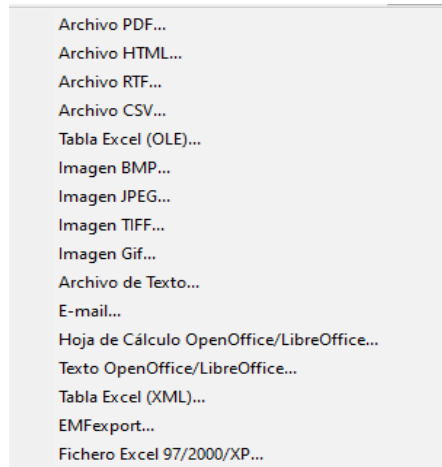 Archivo PDF...
Archivo HTML...
Archivo RTF...
Archivo CSV...
Tabla Excel (OLE)...
Imagen BMP...
Imagen JPEG...
Imagen TIFF...
Imagen Gif...
Archivo de Texto...
E-mail...
Hoja de Cálculo OpenOffice/LibreOffice...
Texto OpenOffice/LibreOffice...
Tabla Excel (XML)...
EMFexport...
Fichero Excel 97/2000/XP...